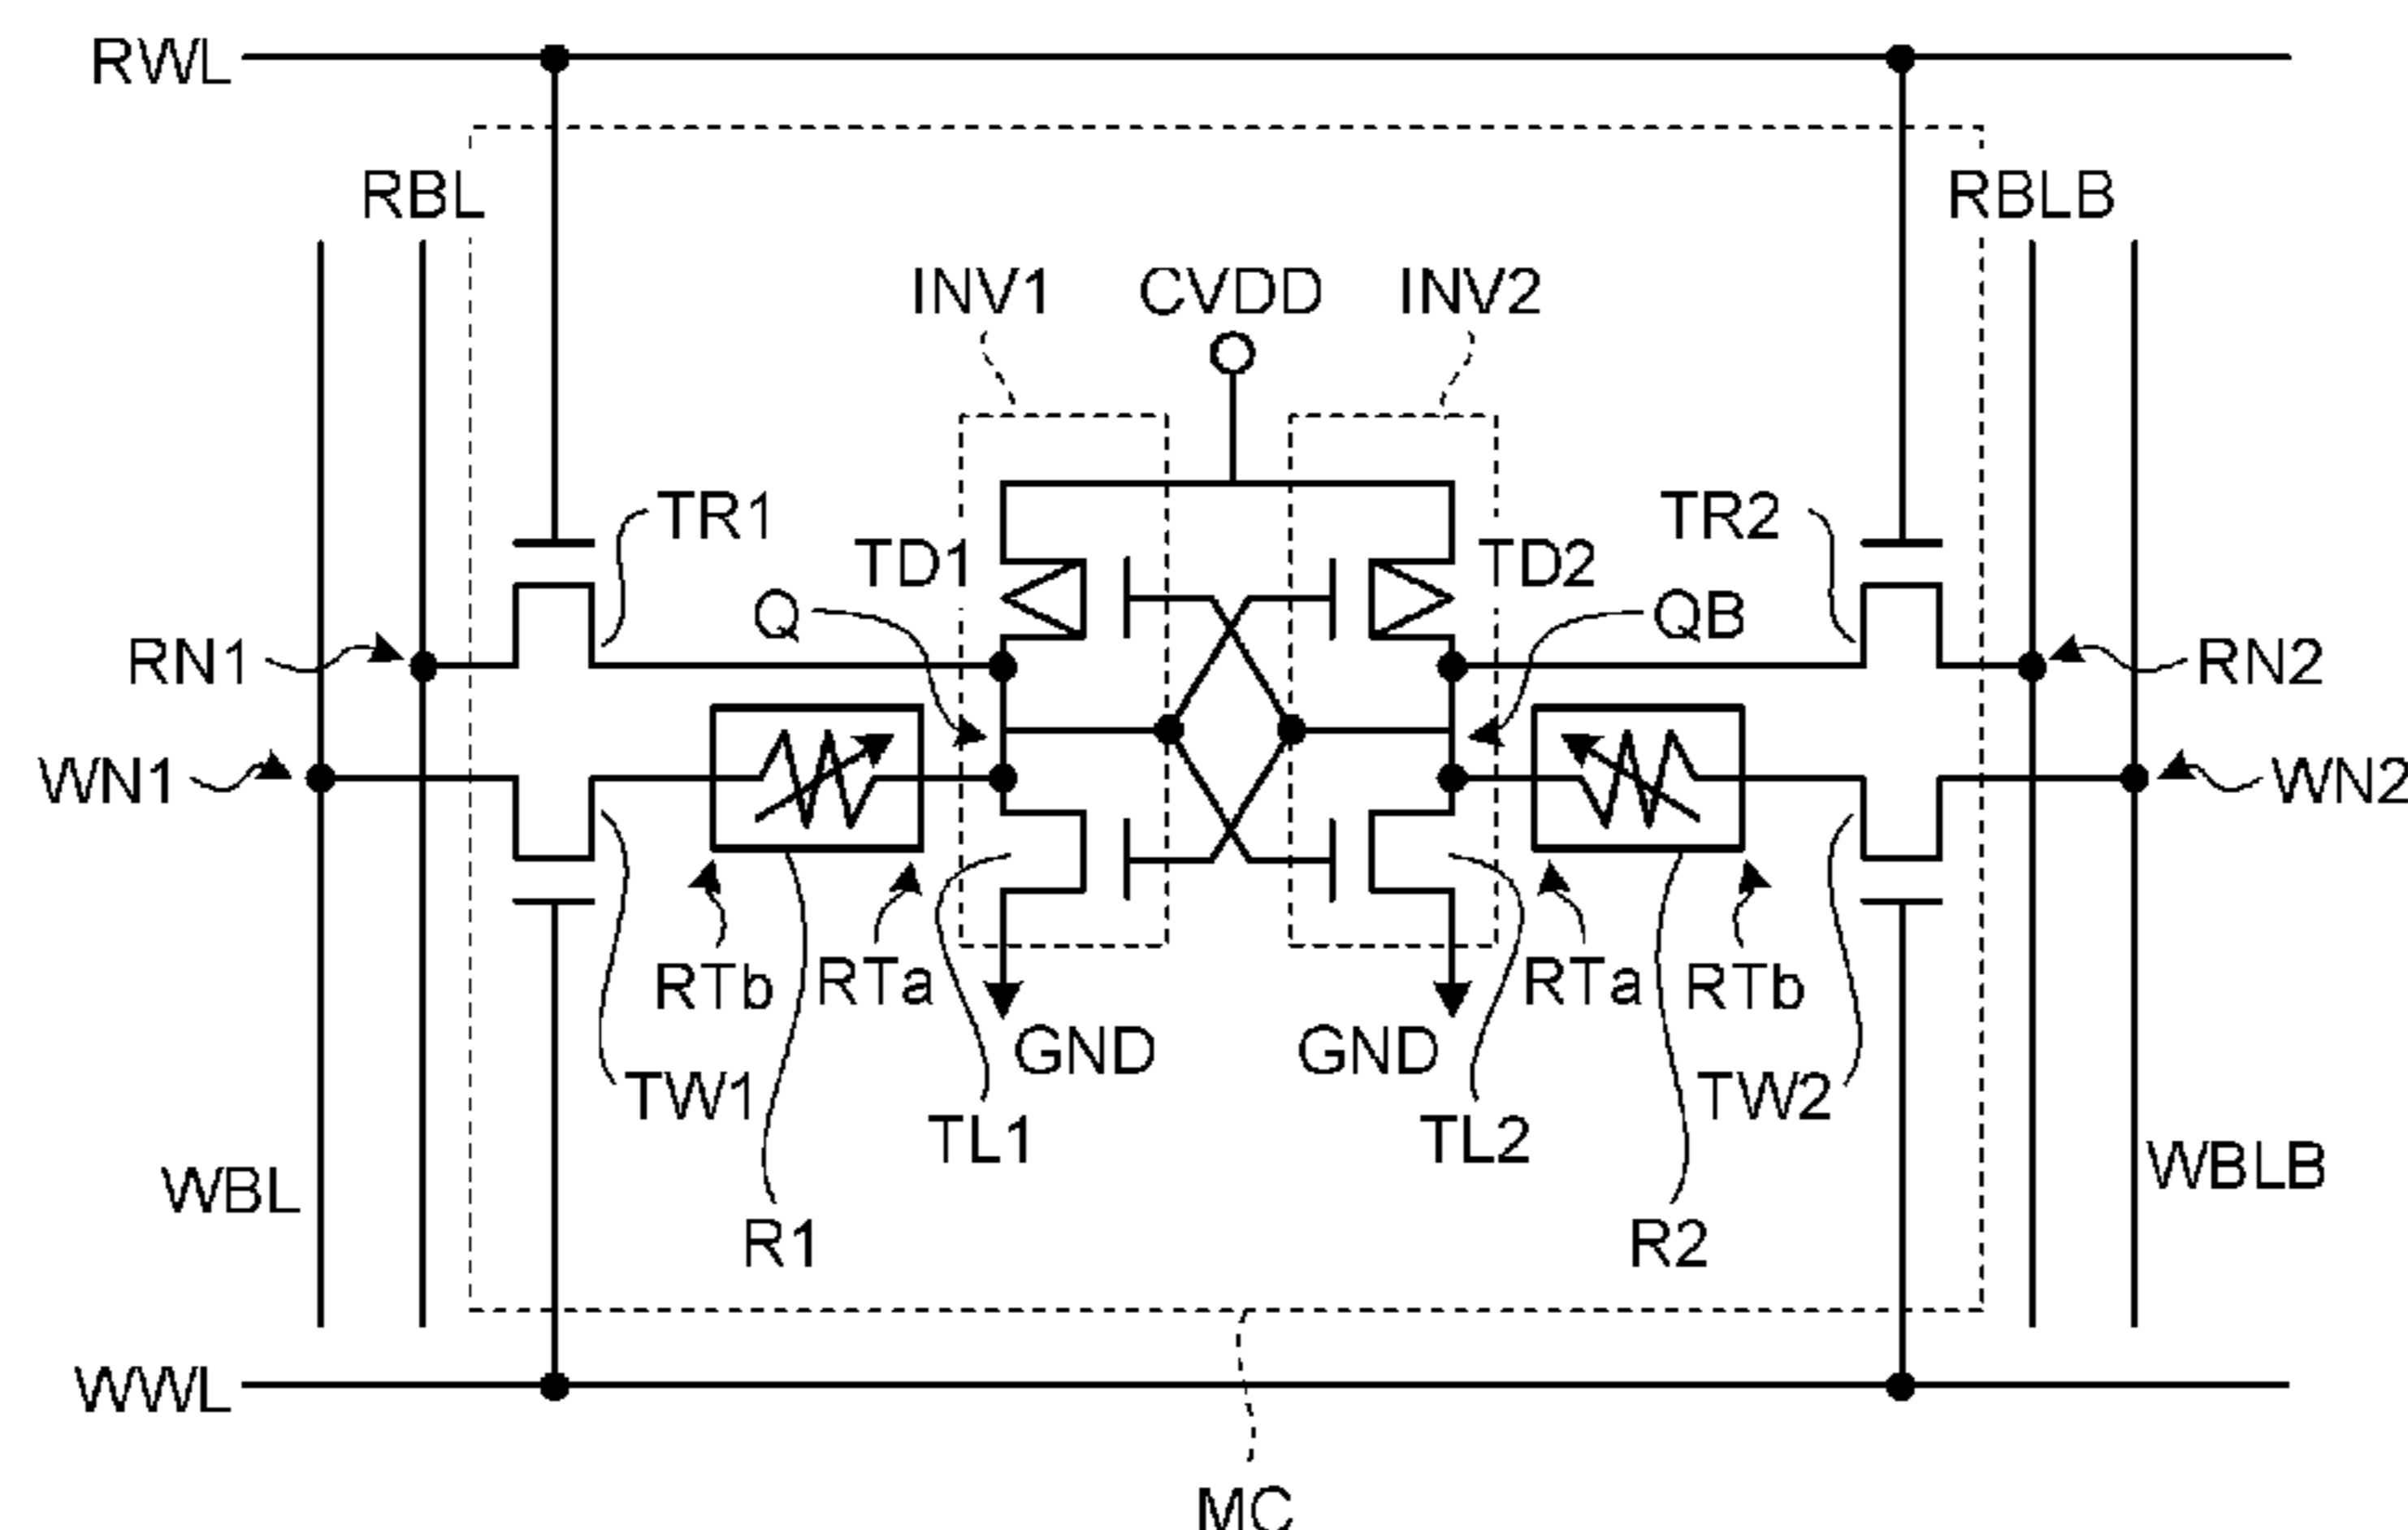 RWL
RBL
RBLB
INV1
CVDD
INV2
TR1
TR2
TD1
TD2
Q
QB
RN1
RN2
WN1
WN2
RTb
RTa
RTa
RTb
GND
GND
TW1
TW2
TL1
TL2
WBL
WBLB
R1
R2
WWL
MC